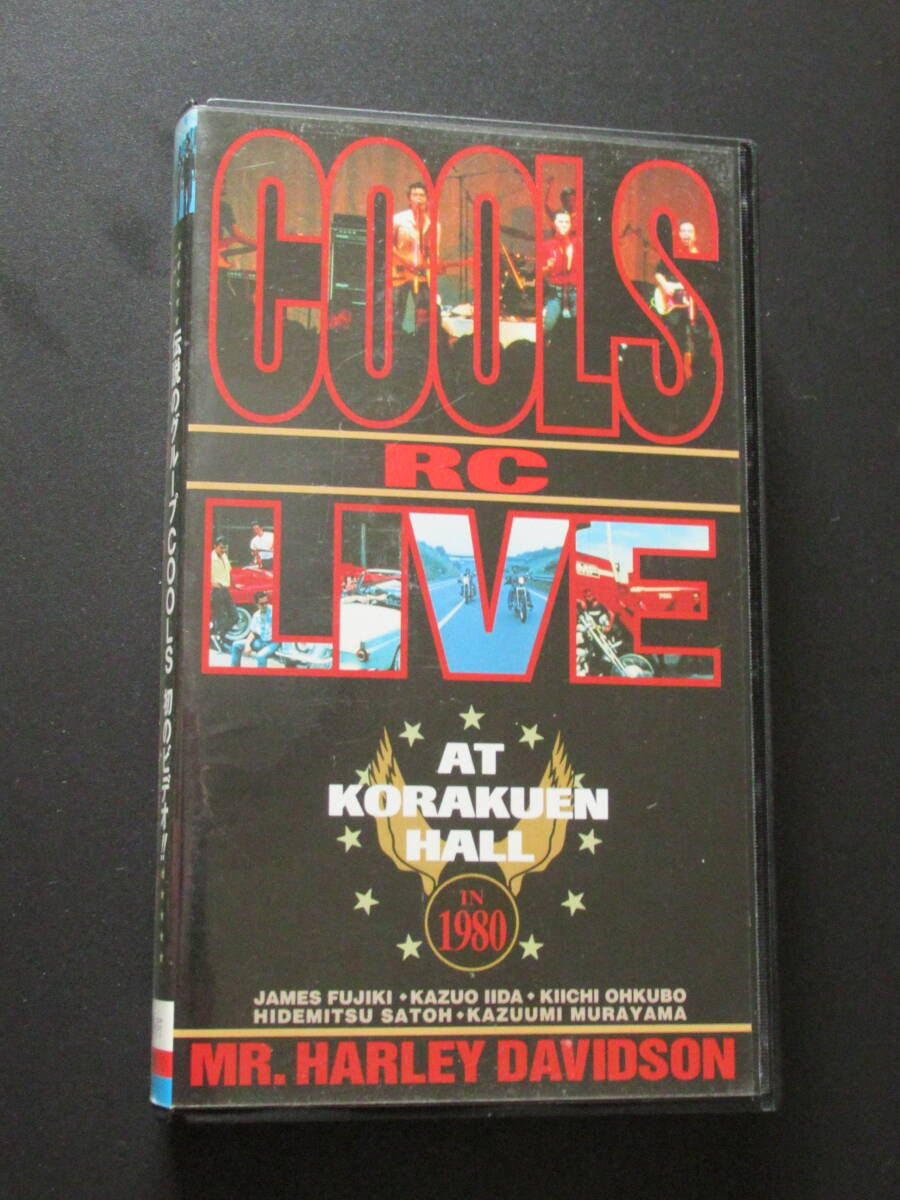 COOLS
RC
LIVE
AT
KORAKUEN
HALL
IN
1980
JAMES FUJIKI • KAZUO IIDA • KIICHI OHKUBO
HIDEMITSU SATOH • KAZUUMI MURAYAMA
MR. HARLEY DAVIDSON